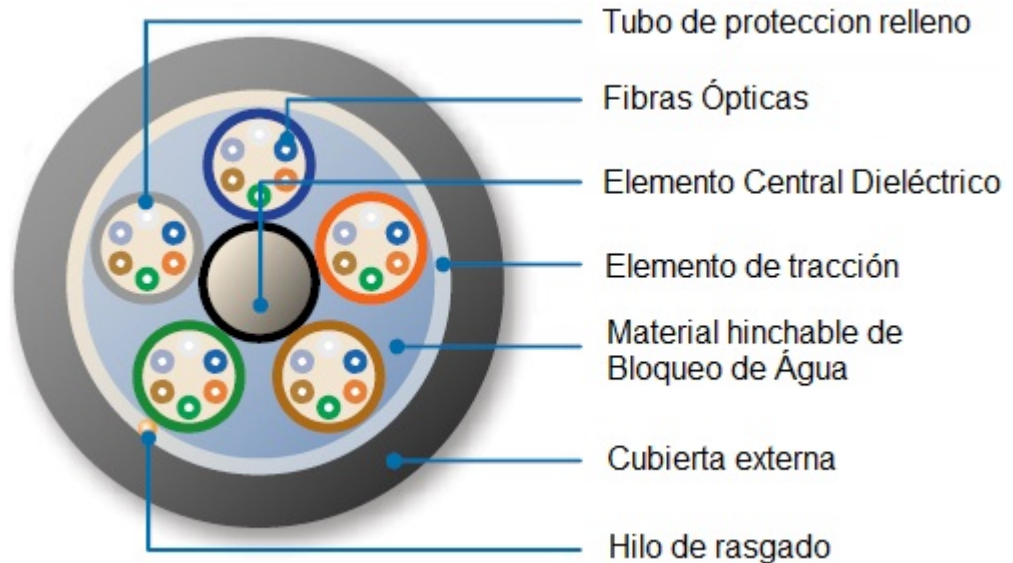 Tubo de proteccion relleno
Fibras Ópticas
Elemento Central Dieléctrico
Elemento de tracción
Material hinchable de
Bloqueo de Água
Cubierta externa
Hilo de rasgado